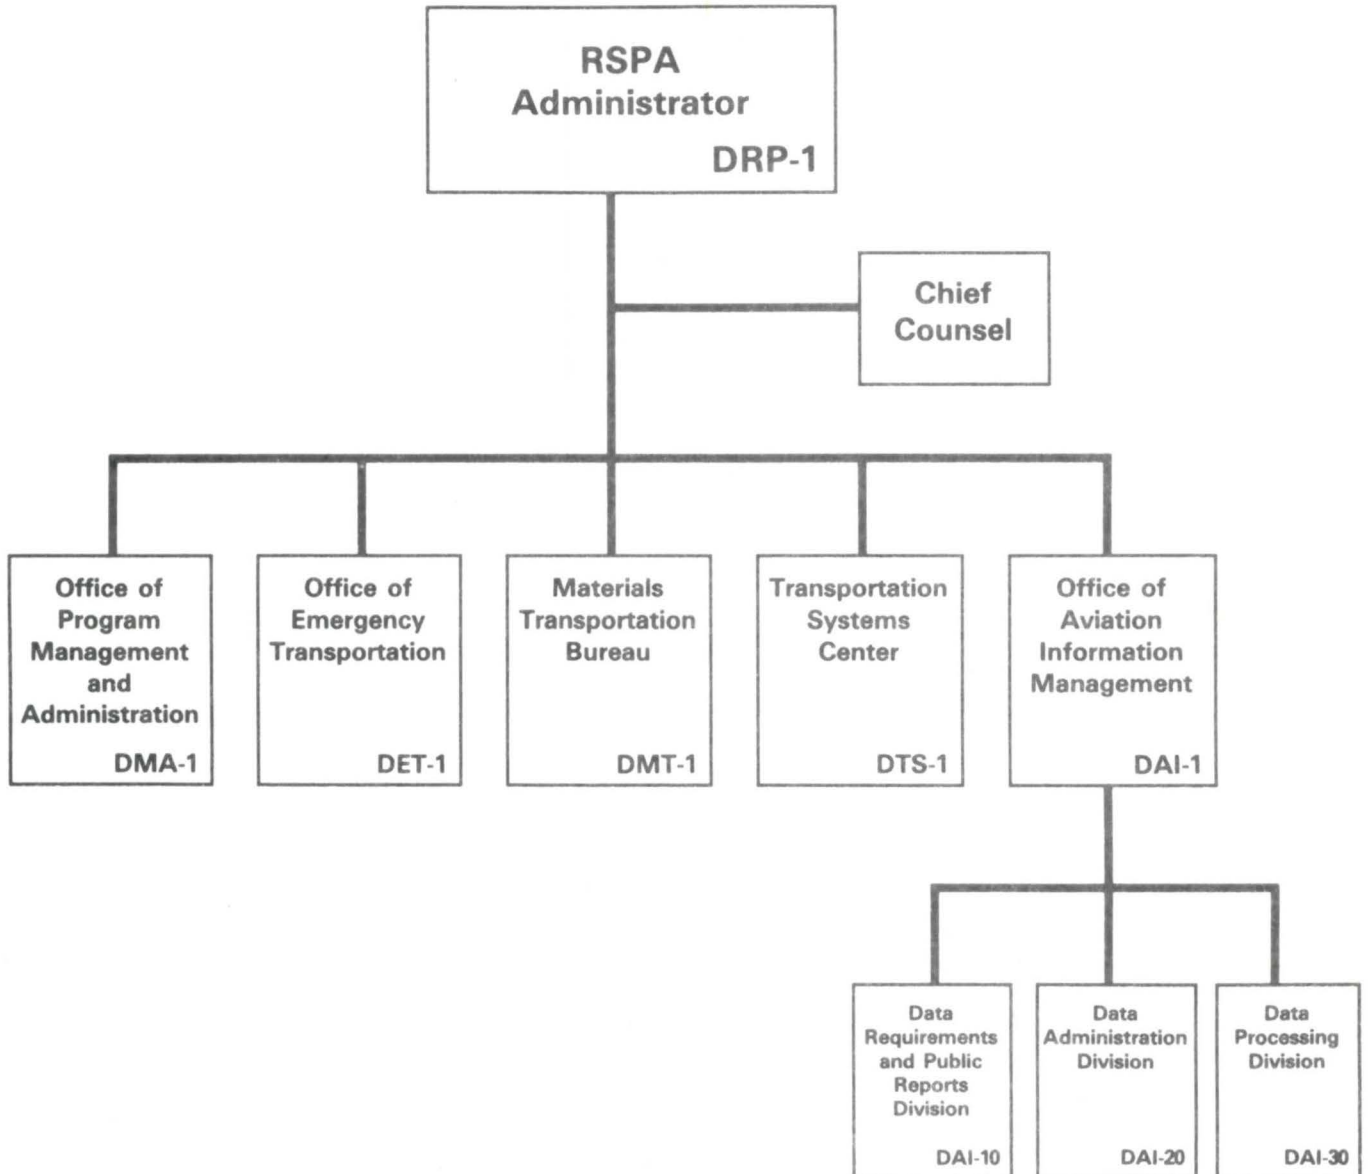 RSPA
Administrator
DRP-1
Chief
Counsel
Office of
Program
Management
and
Administration
DMA-1
Office of
Emergency
Transportation
DET-1
Materials
Transportation
Bureau
DMT-1
Transportation
Systems
Center
DTS-1
Office of
Aviation
Information
Management
DAI-1
Data
Requirements
and Public
Reports
Division
DAI-10
Data
Administration
Division
DAI-20
Data
Processing
Division
DAI-30